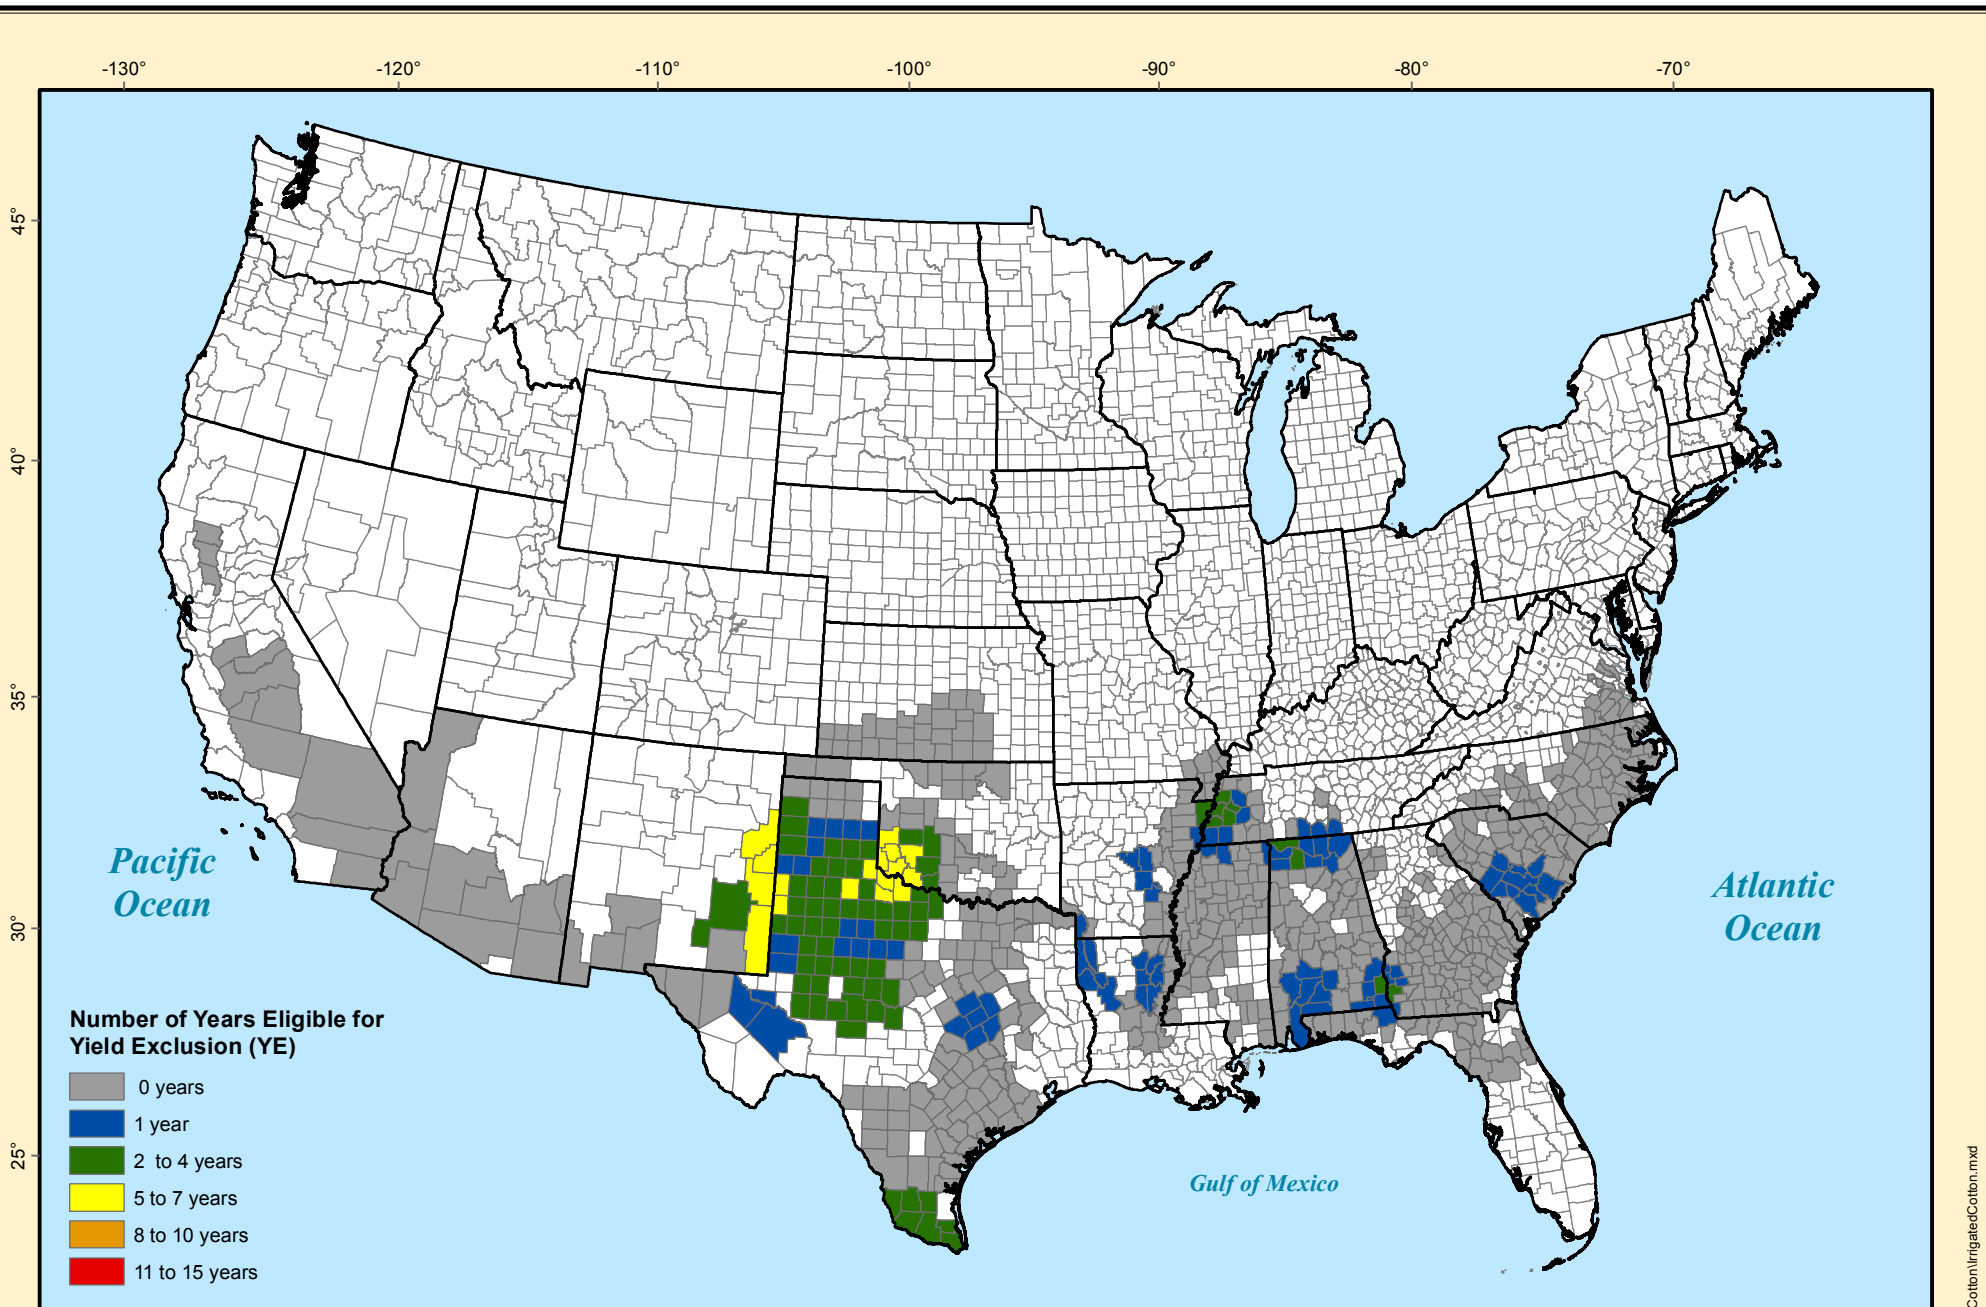 -130°
-120°
-110°
-100°
-90°
-80°
-70°
45°
40°
35°
30°
25°
Pacific
Ocean
Atlantic
Ocean
Gulf of Mexico
Number of Years Eligible for
Yield Exclusion (YE)
0 years
1 year
2 to 4 years
5 to 7 years
8 to 10 years
11 to 15 years
Cotton\IrrigatedCotton.mxd